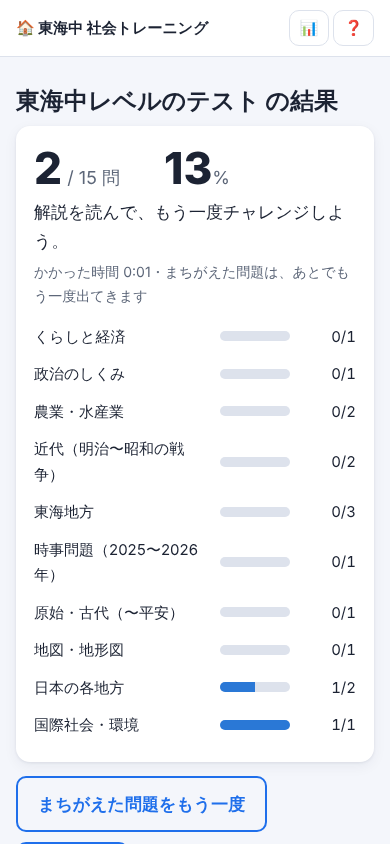 🏠 東海中 社会トレーニング 📊 ❓
東海中レベルのテスト の結果
2 / 15 問 13%
解説を読んで、もう一度チャレンジしよ
う。
かかった時間 0:01・まちがえた問題は、あとでも
う一度出てきます
くらしと経済 0/1
政治のしくみ 0/1
農業・水産業 0/2
近代（明治〜昭和の戦
争） 0/2
東海地方 0/3
時事問題（2025〜2026
年） 0/1
原始・古代（〜平安） 0/1
地図・地形図 0/1
日本の各地方 1/2
国際社会・環境 1/1
まちがえた問題をもう一度